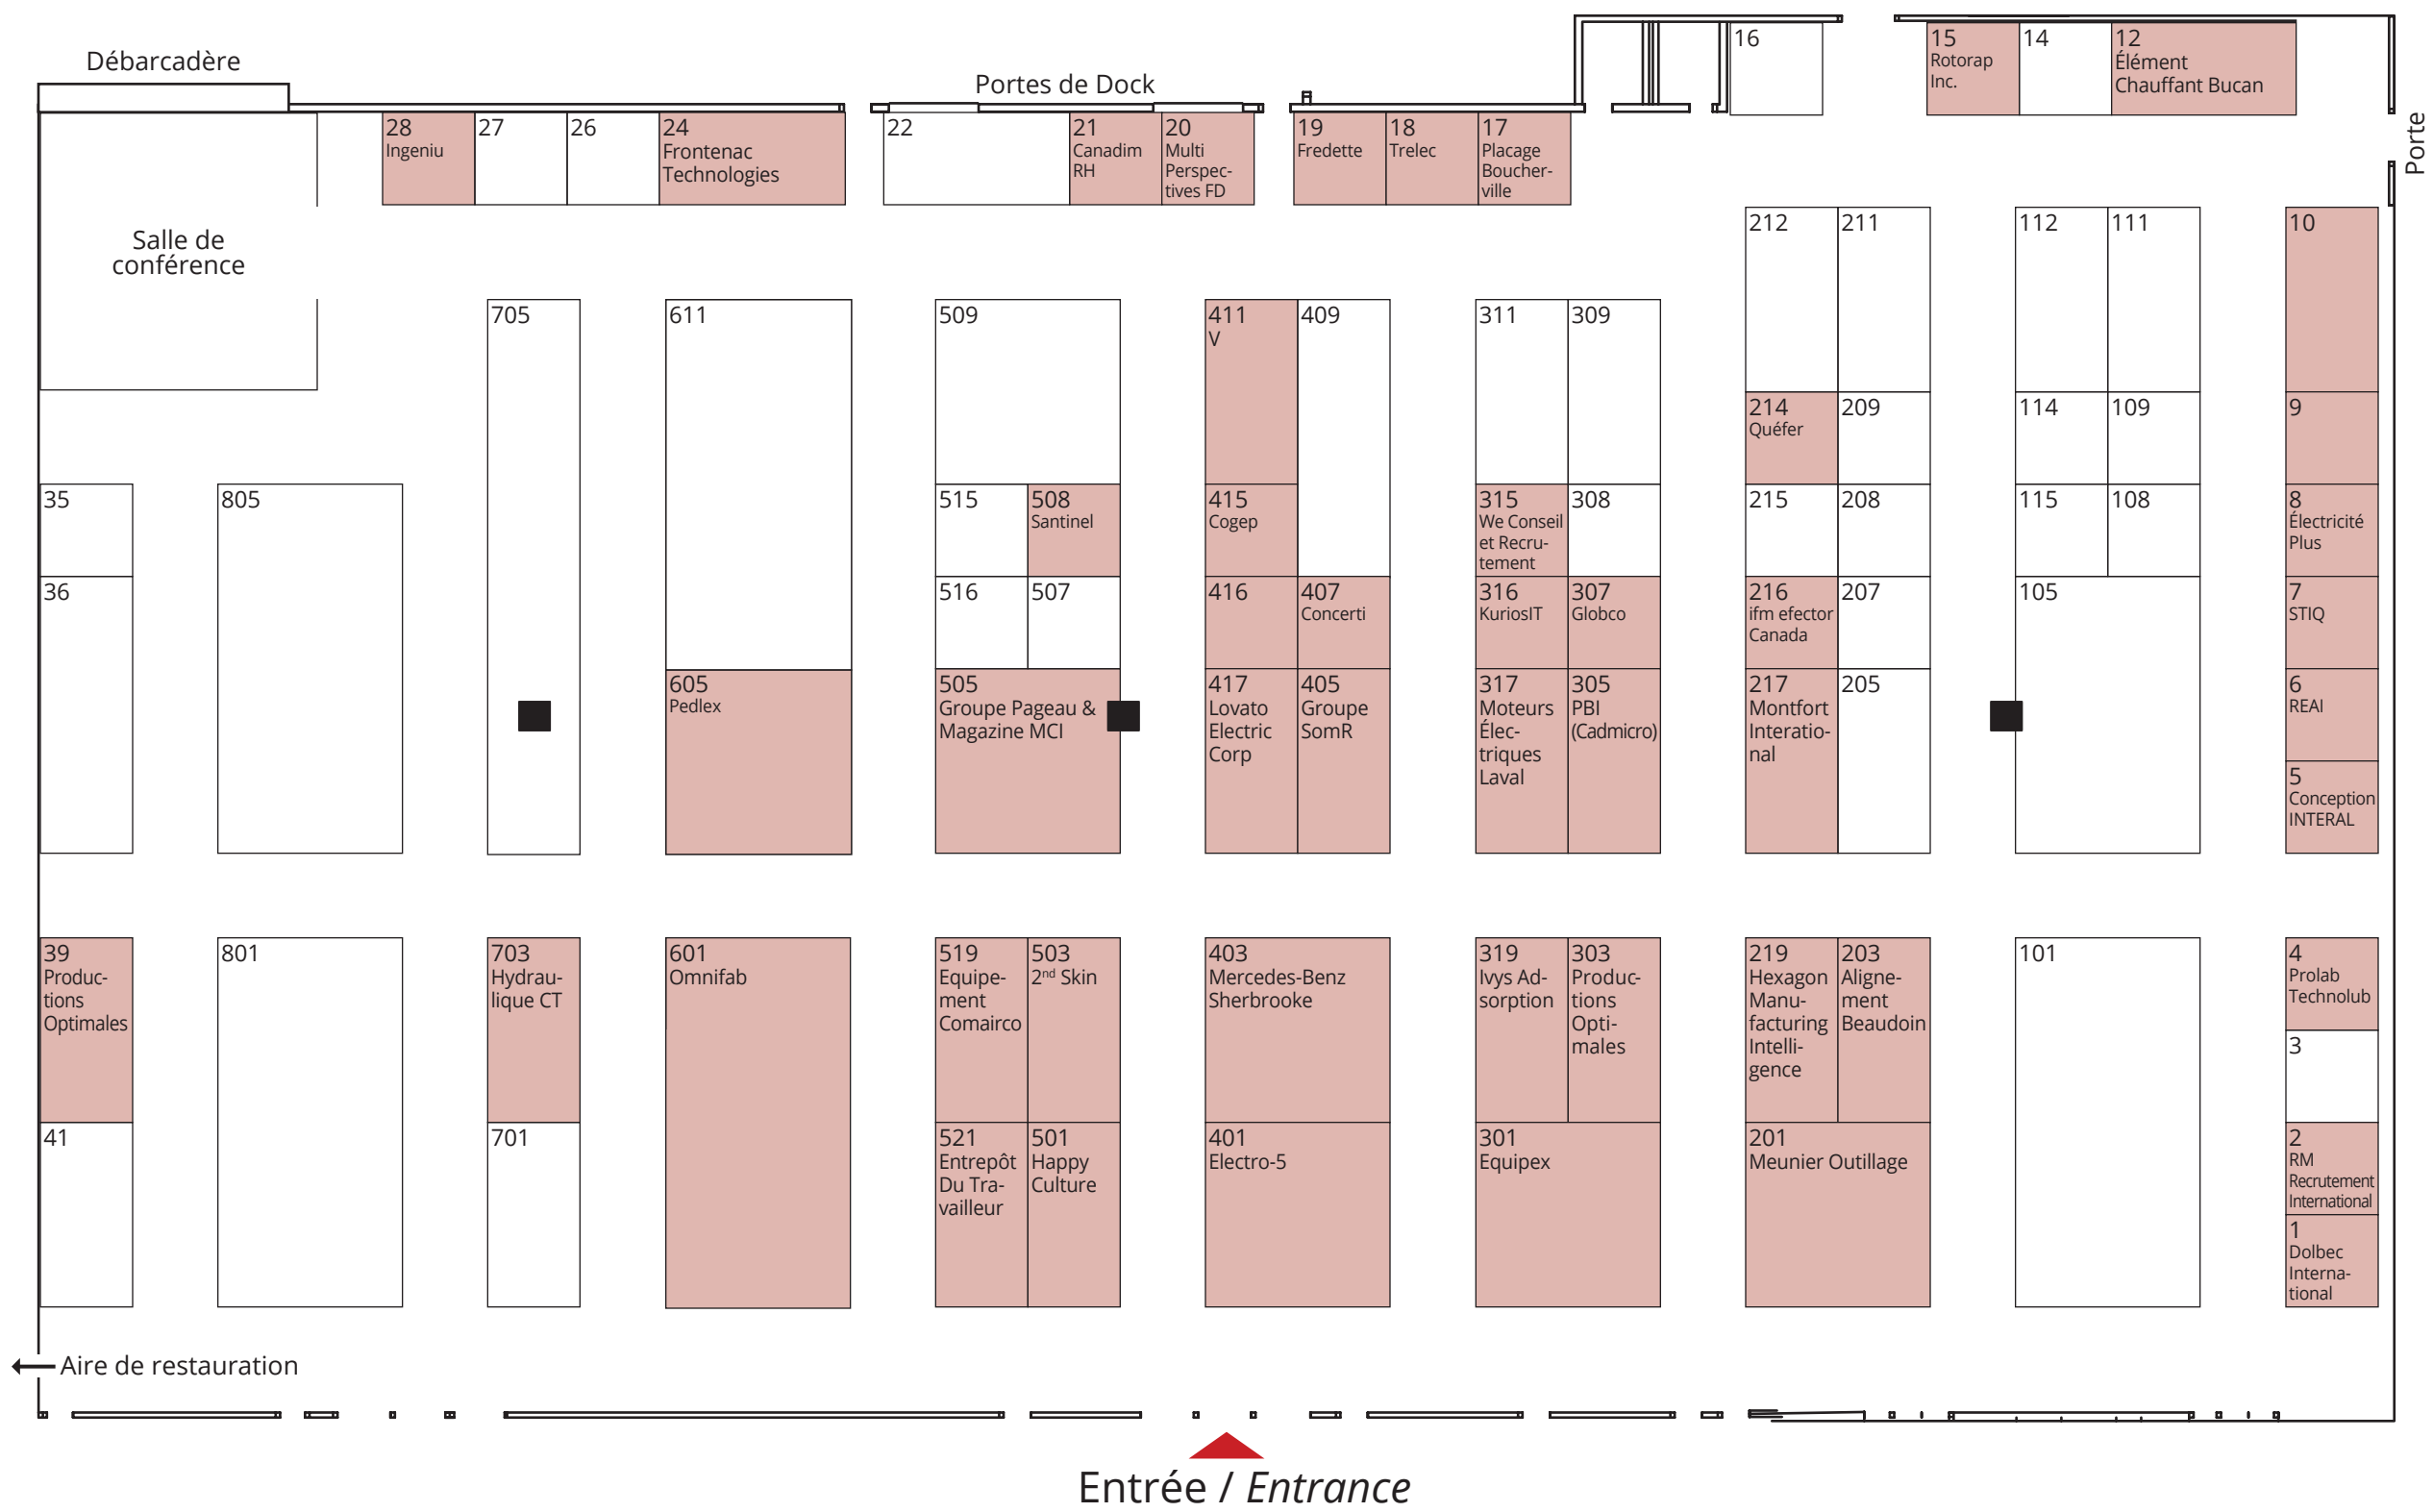 Débarcadère
Portes de Dock
16
15
Rotorap
Inc.
14
12
Élément
Chauffant Bucan
Porte
28
Ingeniu
27
26
24
Frontenac
Technologies
22
21
Canadim
RH
20
Multi
Perspec-
tives FD
19
Fredette
18
Trelec
17
Placage
Boucher-
ville
Salle de
conférence
212
211
112
111
10
705
611
509
411
V
409
311
309
214
Quéfer
209
114
109
9
35
805
515
508
Santinel
415
Cogep
315
We Conseil
et Recru-
tement
308
215
208
115
108
8
Électricité
Plus
36
516
507
416
407
Concerti
316
KuriosIT
307
Globco
216
ifm efector
Canada
207
105
7
STIQ
605
Pedlex
505
Groupe Pageau &
Magazine MCI
417
Lovato
Electric
Corp
405
Groupe
SomR
317
Moteurs
Élec-
triques
Laval
305
PBI
(Cadmicro)
217
Montfort
Interatio-
nal
205
6
REAI
5
Conception
INTERAL
39
Produc-
tions
Optimales
801
703
Hydrau-
lique CT
601
Omnifab
519
Equipe-
ment
Comairco
503
2nd Skin
403
Mercedes-Benz
Sherbrooke
319
Ivys Ad-
sorption
303
Produc-
tions
Opti-
males
219
Hexagon
Manu-
facturing
Intelli-
gence
203
Aligne-
ment
Beaudoin
101
4
Prolab
Technolub
3
41
701
521
Entrepôt
Du Tra-
vailleur
501
Happy
Culture
401
Electro-5
301
Equipex
201
Meunier Outillage
2
RM
Recrutement
International
1
Dolbec
Interna-
tional
Aire de restauration
Entrée / Entrance